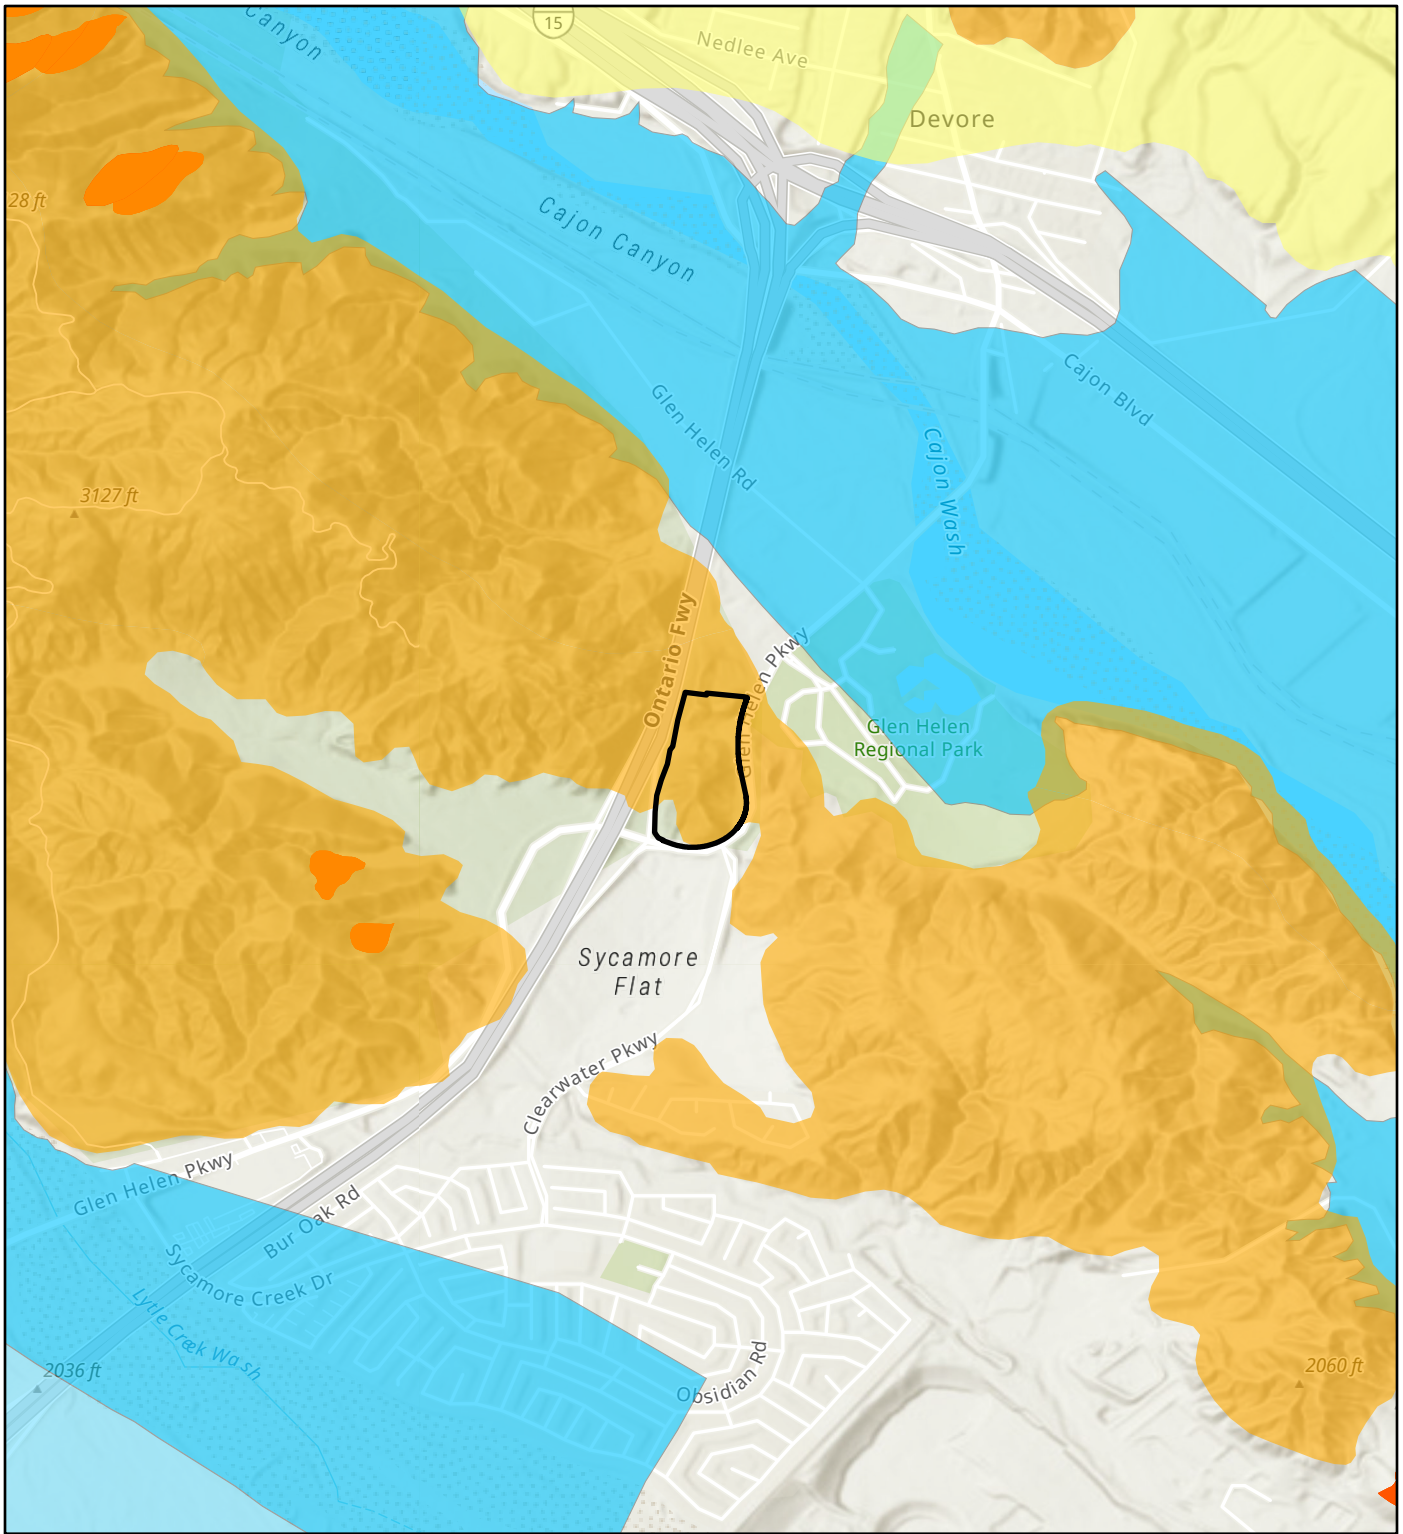 Canyon
15
Nedlee Ave
Devore
28 ft
Cajon Canyon
Glen Helen Rd
Cajon Blvd
Cajon Wash
3127 ft
Ontario Fwy
Glen Helen Pkwy
Glen Helen
Regional Park
Sycamore
Flat
Clearwater Pkwy
Glen Helen Pkwy
Bur Oak Rd
Sycamore Creek Dr
Lytle Creek Wash
2036 ft
Obsidian Rd
2060 ft